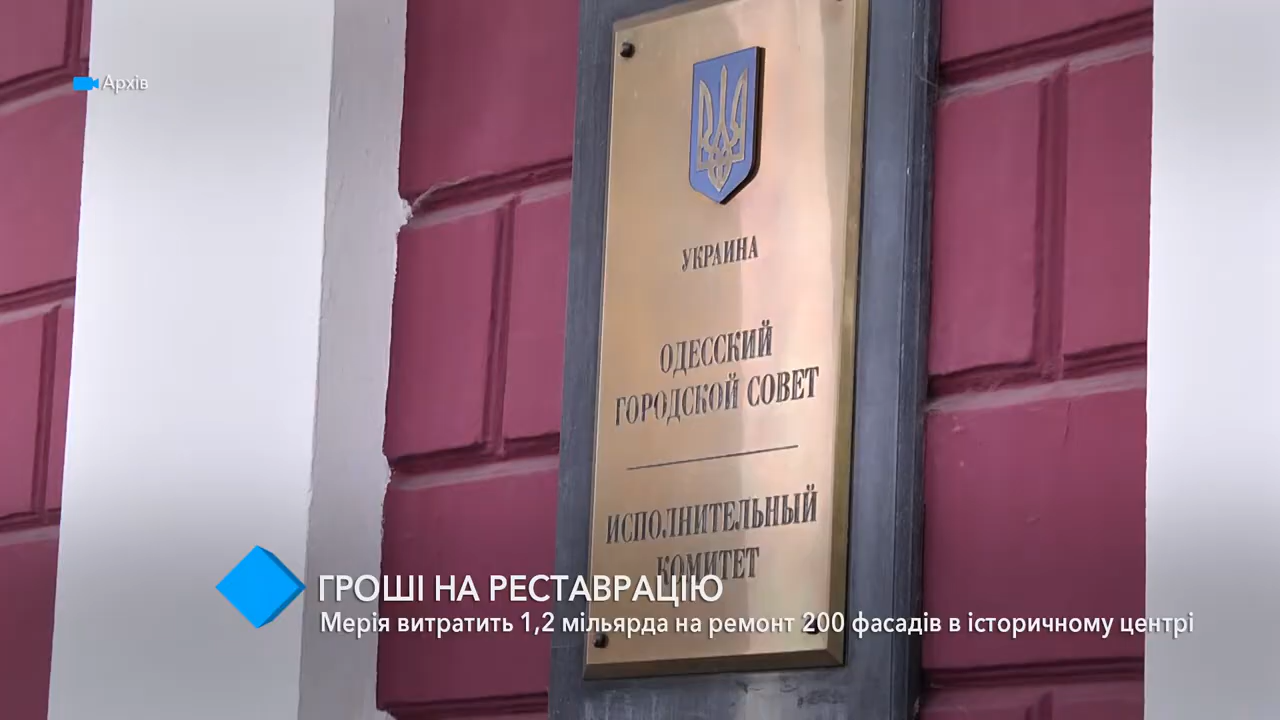 Архів
УКРАИНА
ОДЕССКИЙ
ГОРОДСКОЙ СОВЕТ
ИСПОЛНИТЕЛЬНЫЙ
КОМИТЕТ
ГРОШІ НА РЕСТАВРАЦІЮ
Мерія витратить 1,2 мільярда на ремонт 200 фасадів в історичному центрі